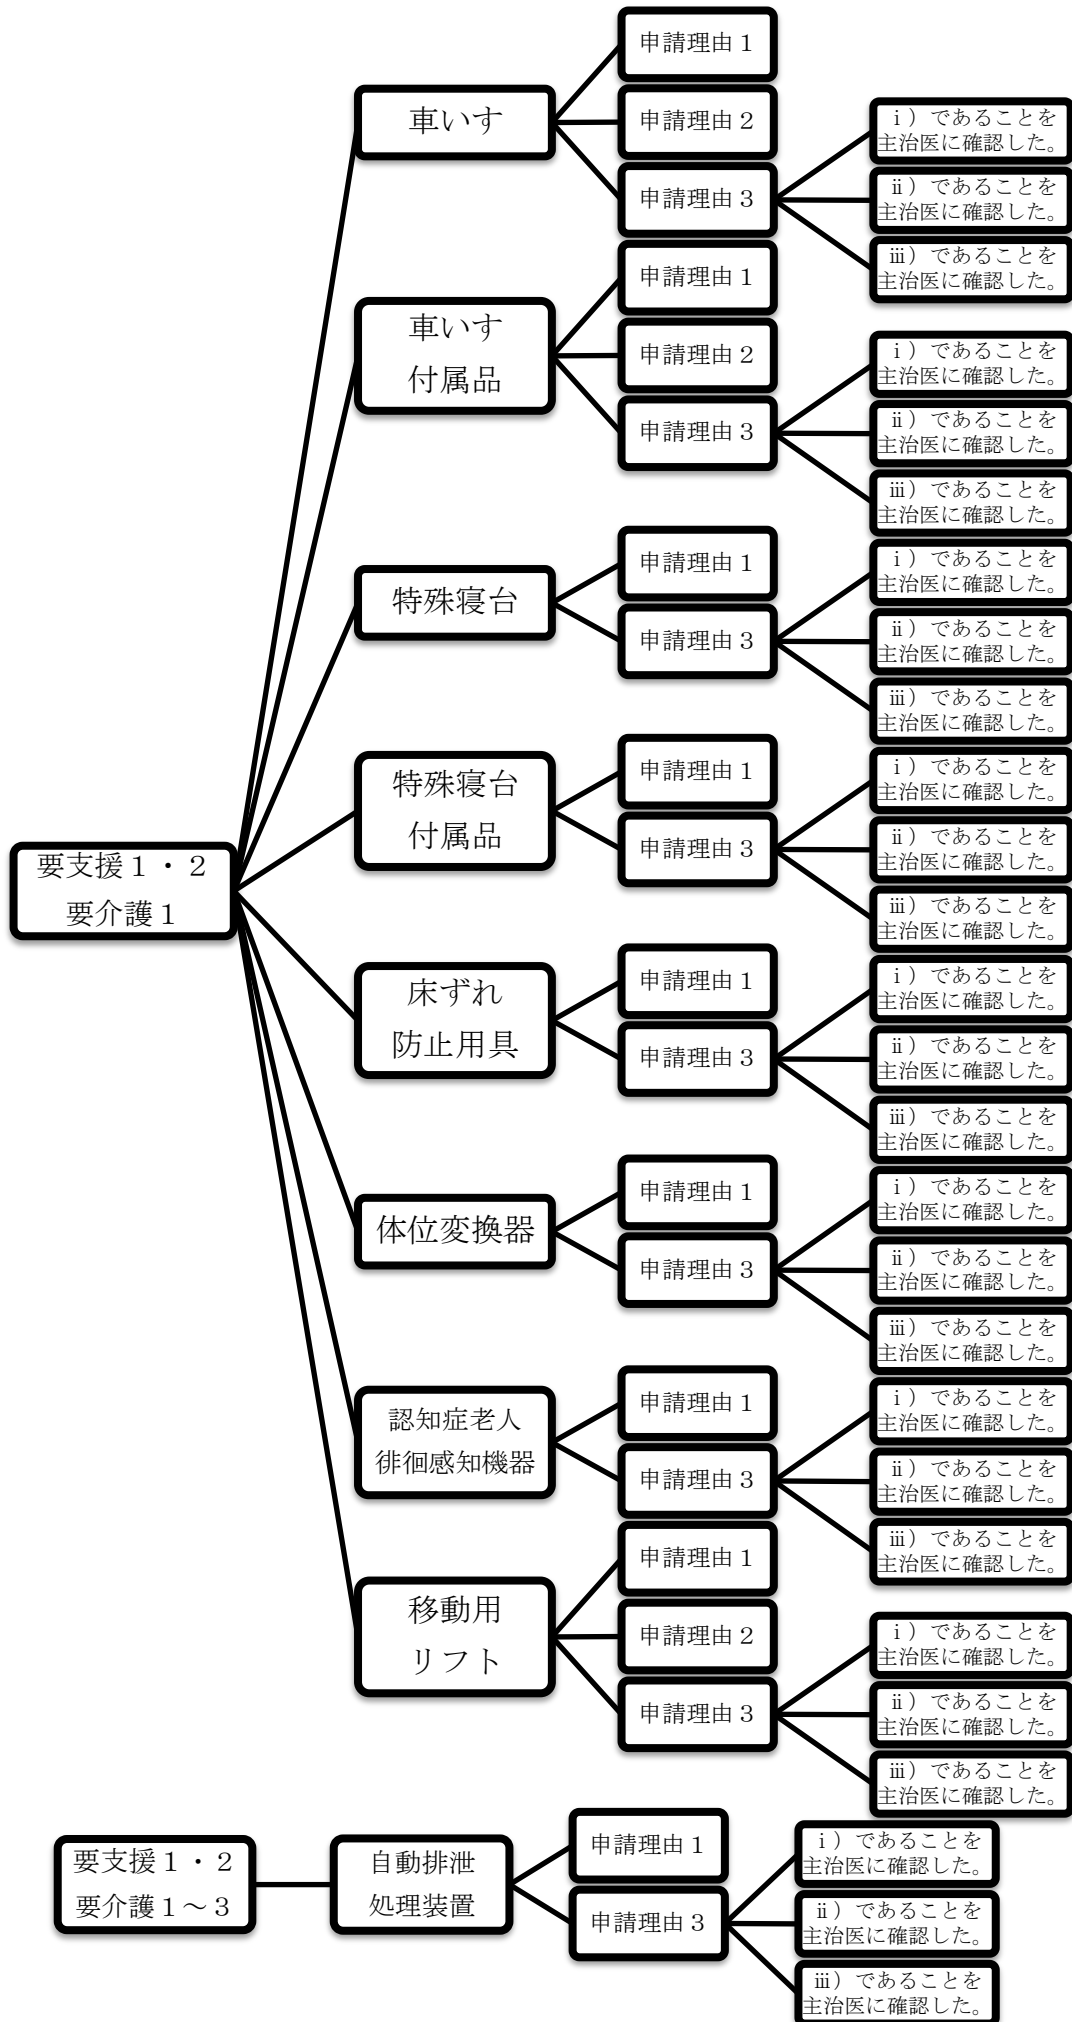 要支援１・２
要介護１
車いす
申請理由１
申請理由２
申請理由３
ⅰ）であることを
主治医に確認した。
ⅱ）であることを
主治医に確認した。
ⅲ）であることを
主治医に確認した。
車いす
付属品
申請理由１
申請理由２
申請理由３
ⅰ）であることを
主治医に確認した。
ⅱ）であることを
主治医に確認した。
ⅲ）であることを
主治医に確認した。
特殊寝台
申請理由１
申請理由３
ⅰ）であることを
主治医に確認した。
ⅱ）であることを
主治医に確認した。
ⅲ）であることを
主治医に確認した。
特殊寝台
付属品
申請理由１
申請理由３
ⅰ）であることを
主治医に確認した。
ⅱ）であることを
主治医に確認した。
ⅲ）であることを
主治医に確認した。
床ずれ
防止用具
申請理由１
申請理由３
ⅰ）であることを
主治医に確認した。
ⅱ）であることを
主治医に確認した。
ⅲ）であることを
主治医に確認した。
体位変換器
申請理由１
申請理由３
ⅰ）であることを
主治医に確認した。
ⅱ）であることを
主治医に確認した。
ⅲ）であることを
主治医に確認した。
認知症老人
徘徊感知機器
申請理由１
申請理由３
ⅰ）であることを
主治医に確認した。
ⅱ）であることを
主治医に確認した。
ⅲ）であることを
主治医に確認した。
移動用
リフト
申請理由１
申請理由２
申請理由３
ⅰ）であることを
主治医に確認した。
ⅱ）であることを
主治医に確認した。
ⅲ）であることを
主治医に確認した。
要支援１・２
要介護１～３
自動排泄
処理装置
申請理由１
申請理由３
ⅰ）であることを
主治医に確認した。
ⅱ）であることを
主治医に確認した。
ⅲ）であることを
主治医に確認した。